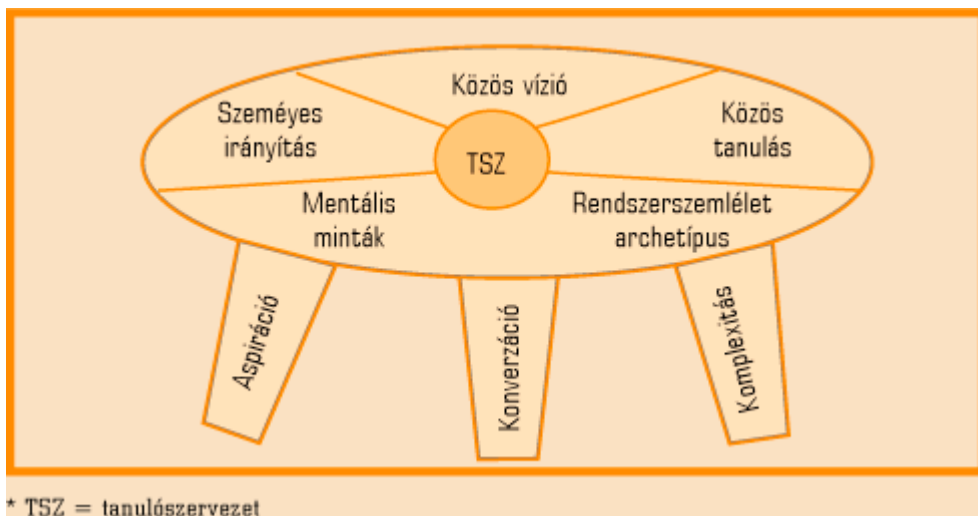 Közös vízió
Szeméyes
irányítás
Közös
tanulás
TSZ
Mentális
minták
Rendszerszemlélet
archetípus
Aspiráció
Konverzáció
Komplexitás
* TSZ = tanulószervezet